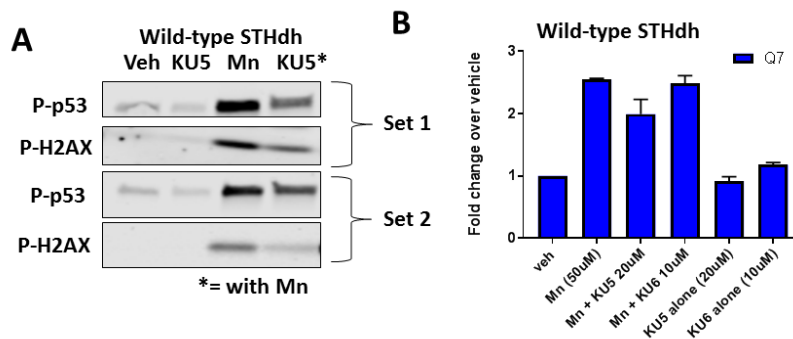 A
Wild-type STHdh
Veh KU5 Mn KU5*
P-p53
P-H2AX
Set 1
P-p53
P-H2AX
Set 2
*= with Mn
B
Wild-type STHdh
Q7
Fold change over vehicle
3
2
1
0
veh
Mn (50uM)
Mn + KU5 20uM
Mn + KU6 10uM
KU5 alone (20uM)
KU6 alone (10uM)